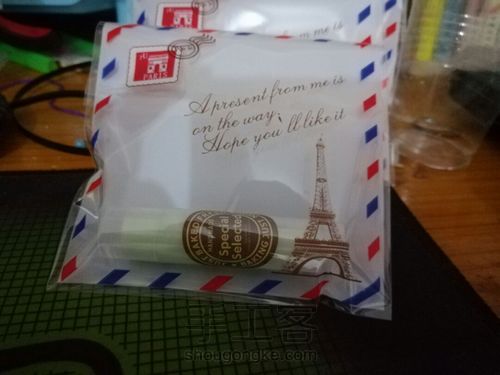 Hi
PARIS
A present from me is
on the way,
Hope you'll like it
Special
Selected
手工客
shougongke.com